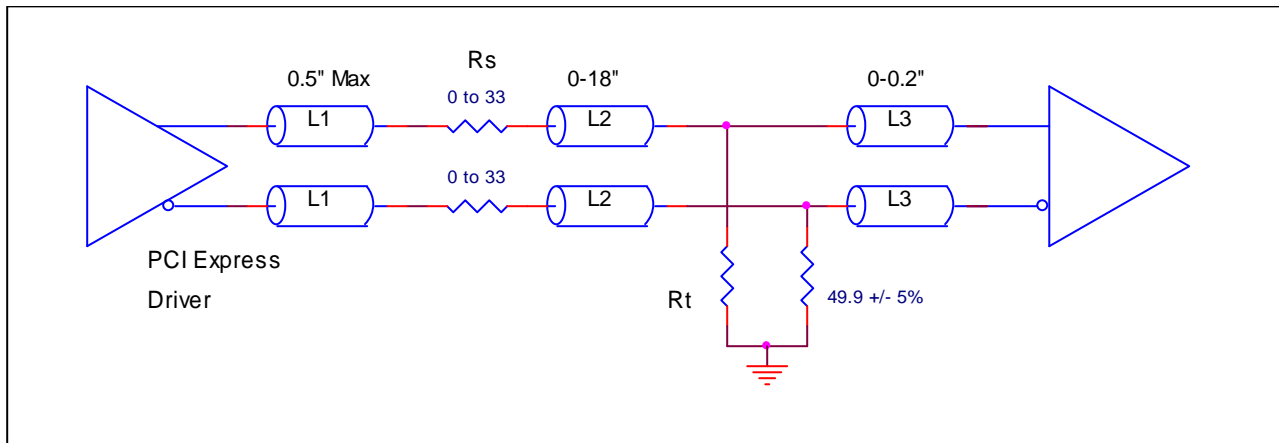 Rs
0.5" Max
0-18"
0-0.2"
0 to 33
L1
L2
L3
0 to 33
L1
L2
L3
PCI Express
Driver
Rt
49.9 +/- 5%